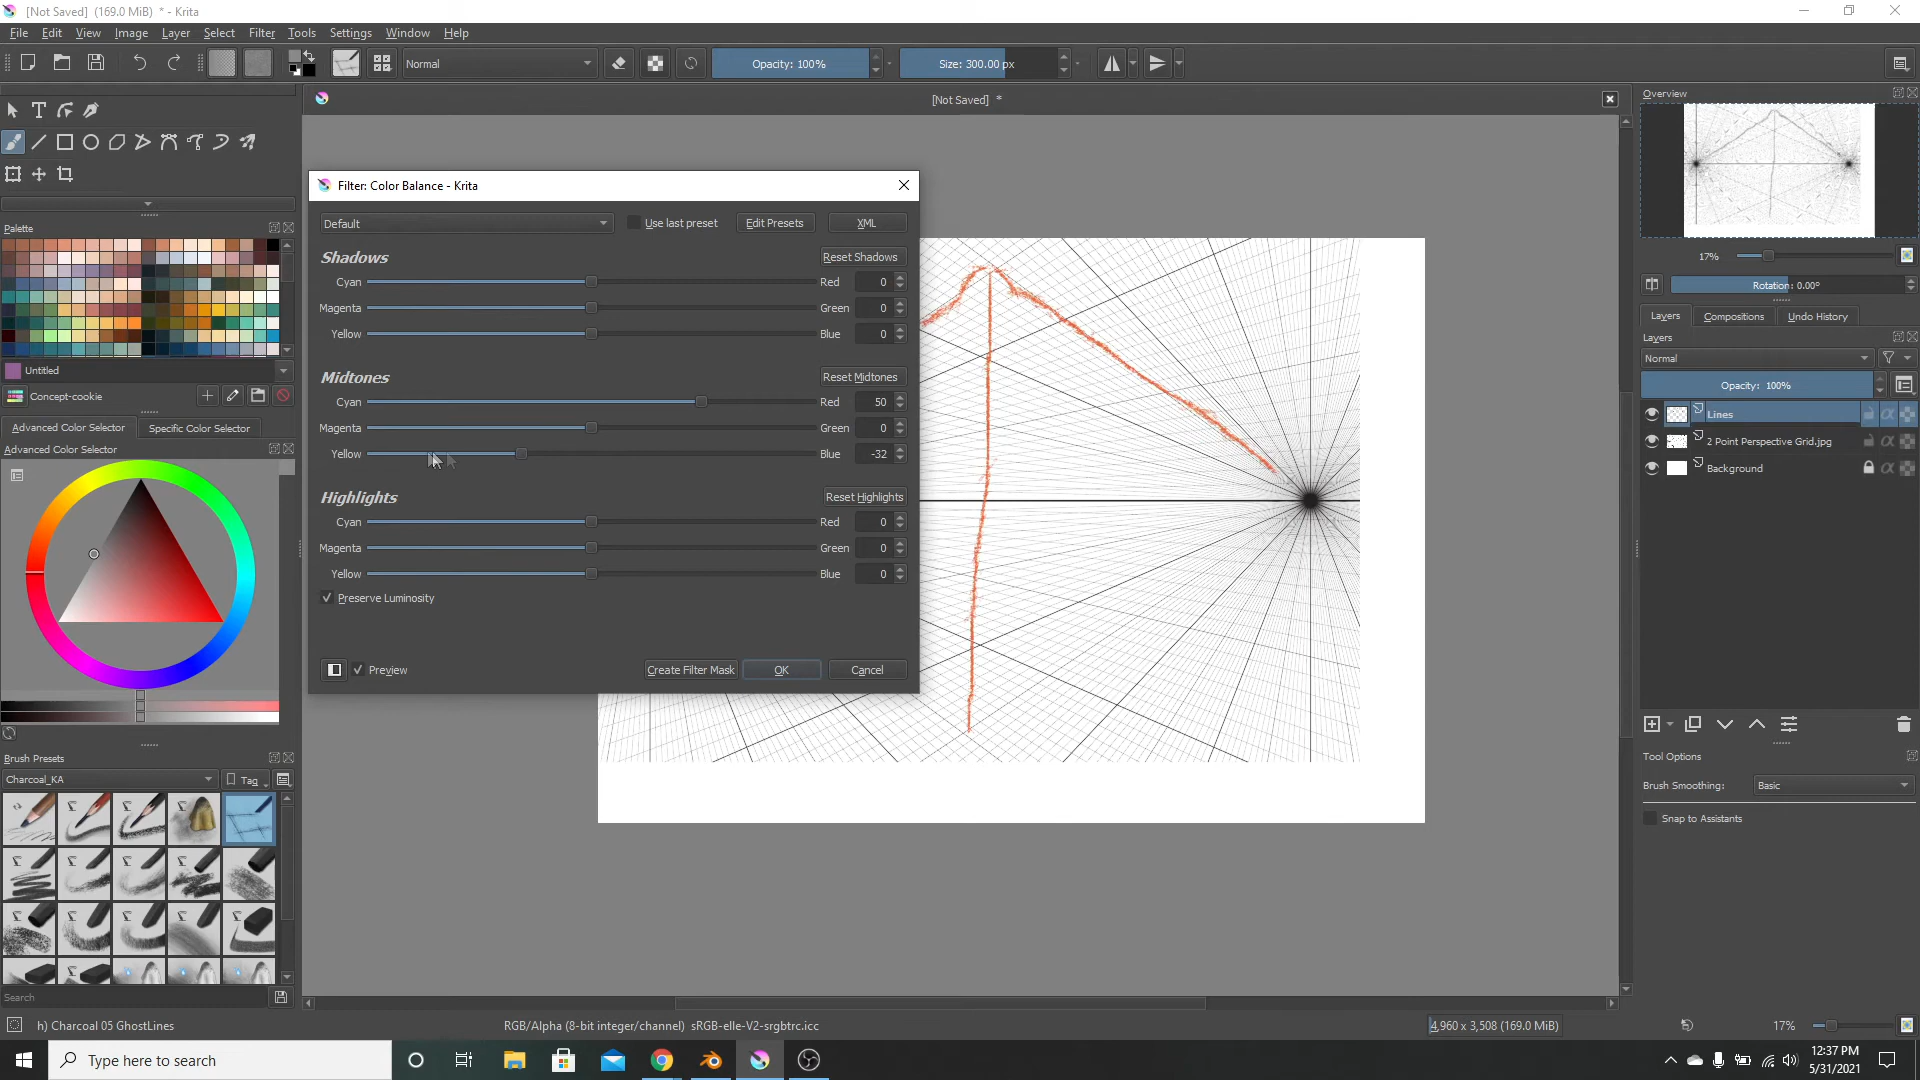 [Not Saved]  (169.0 MiB)  * - Krita
File Edit View Image Layer Select Filter Tools Settings Window Help
Normal Opacity: 100% Size: 300.00 px
[Not Saved]  *
Overview
17%
Rotation: 0.00°
Layers Compositions Undo History
Layers
Normal
Opacity: 100%
Lines
2 Point Perspective Grid.jpg
Background
Tool Options
Brush Smoothing: Basic
Snap to Assistants
Palette
Untitled
Concept-cookie
Advanced Color Selector Specific Color Selector
Advanced Color Selector
Brush Presets
Charcoal_KA Tag
Search
Filter: Color Balance - Krita
Default Use last preset Edit Presets XML
Shadows Reset Shadows
Cyan Red 0
Magenta Green 0
Yellow Blue 0
Midtones Reset Midtones
Cyan Red 50
Magenta Green 0
Yellow Blue -32
Highlights Reset Highlights
Cyan Red 0
Magenta Green 0
Yellow Blue 0
Preserve Luminosity
Preview Create Filter Mask OK Cancel
h) Charcoal 05 GhostLines RGB/Alpha (8-bit integer/channel)  sRGB-elle-V2-srgbtrc.icc 4,960 x 3,508 (169.0 MiB) 17%
Type here to search
12:37 PM
5/31/2021